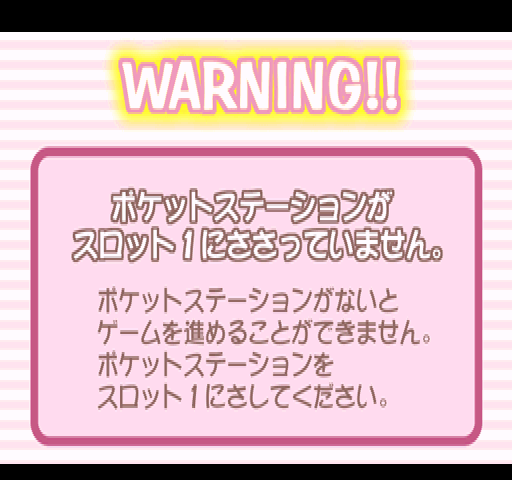 WARNING!!
ポケットステーションが
スロット1にささっていません。
ポケットステーションがないと
ゲームを進めることができません。
ポケットステーションを
スロット1にさしてください。